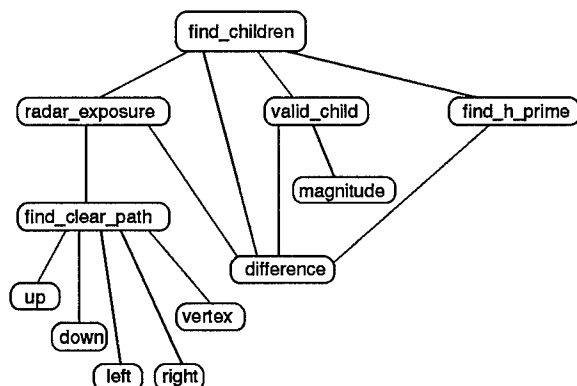 find_children
radar_exposure
valid_child
find_h_prime
magnitude
find_clear_path
difference
up
vertex
down
left
right